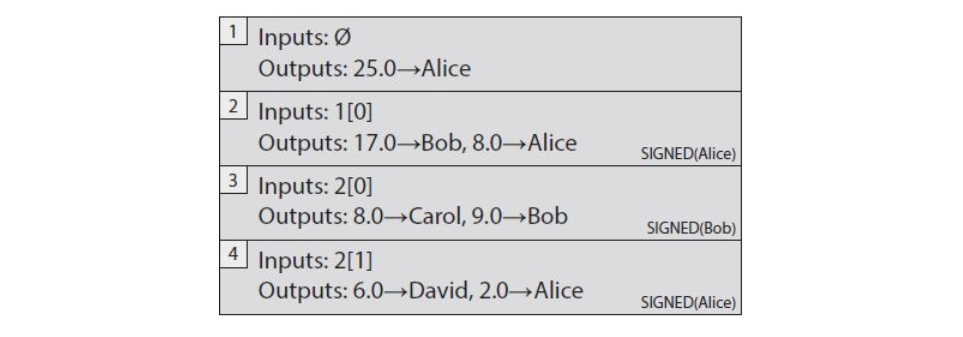 1
Inputs: Ø
Outputs: 25.0→Alice
2
Inputs: 1[0]
Outputs: 17.0→Bob, 8.0→Alice
SIGNED(Alice)
3
Inputs: 2[0]
Outputs: 8.0→Carol, 9.0→Bob
SIGNED(Bob)
4
Inputs: 2[1]
Outputs: 6.0→David, 2.0→Alice
SIGNED(Alice)